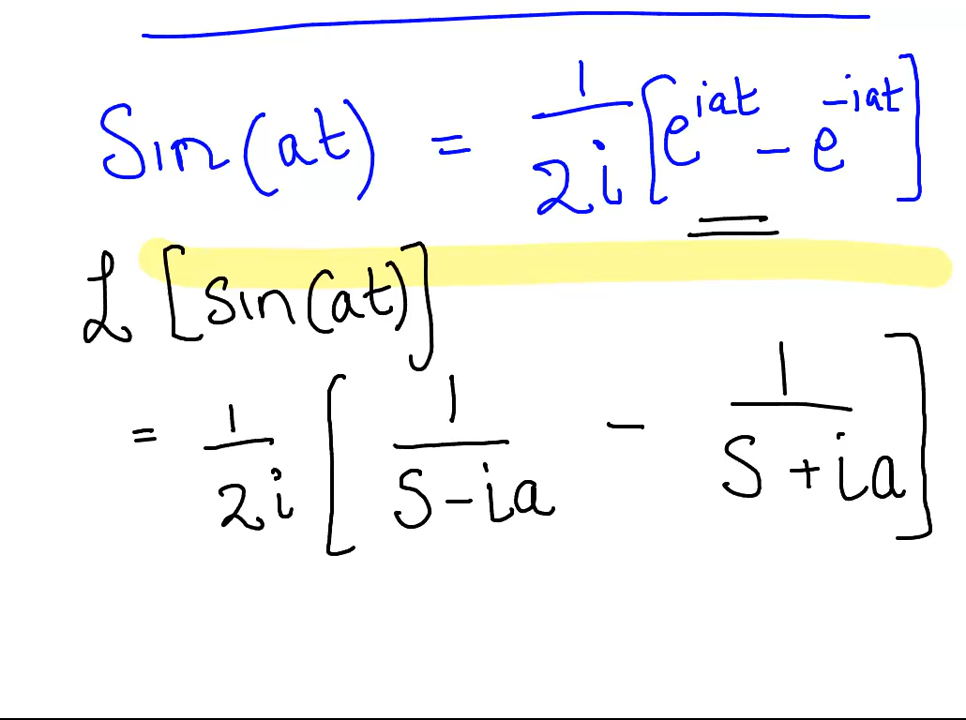 Sin(at) = 1/2i [e^iat - e^-iat]
L [sin(at)]
= 1/2i [1/S-ia - 1/S+ia]